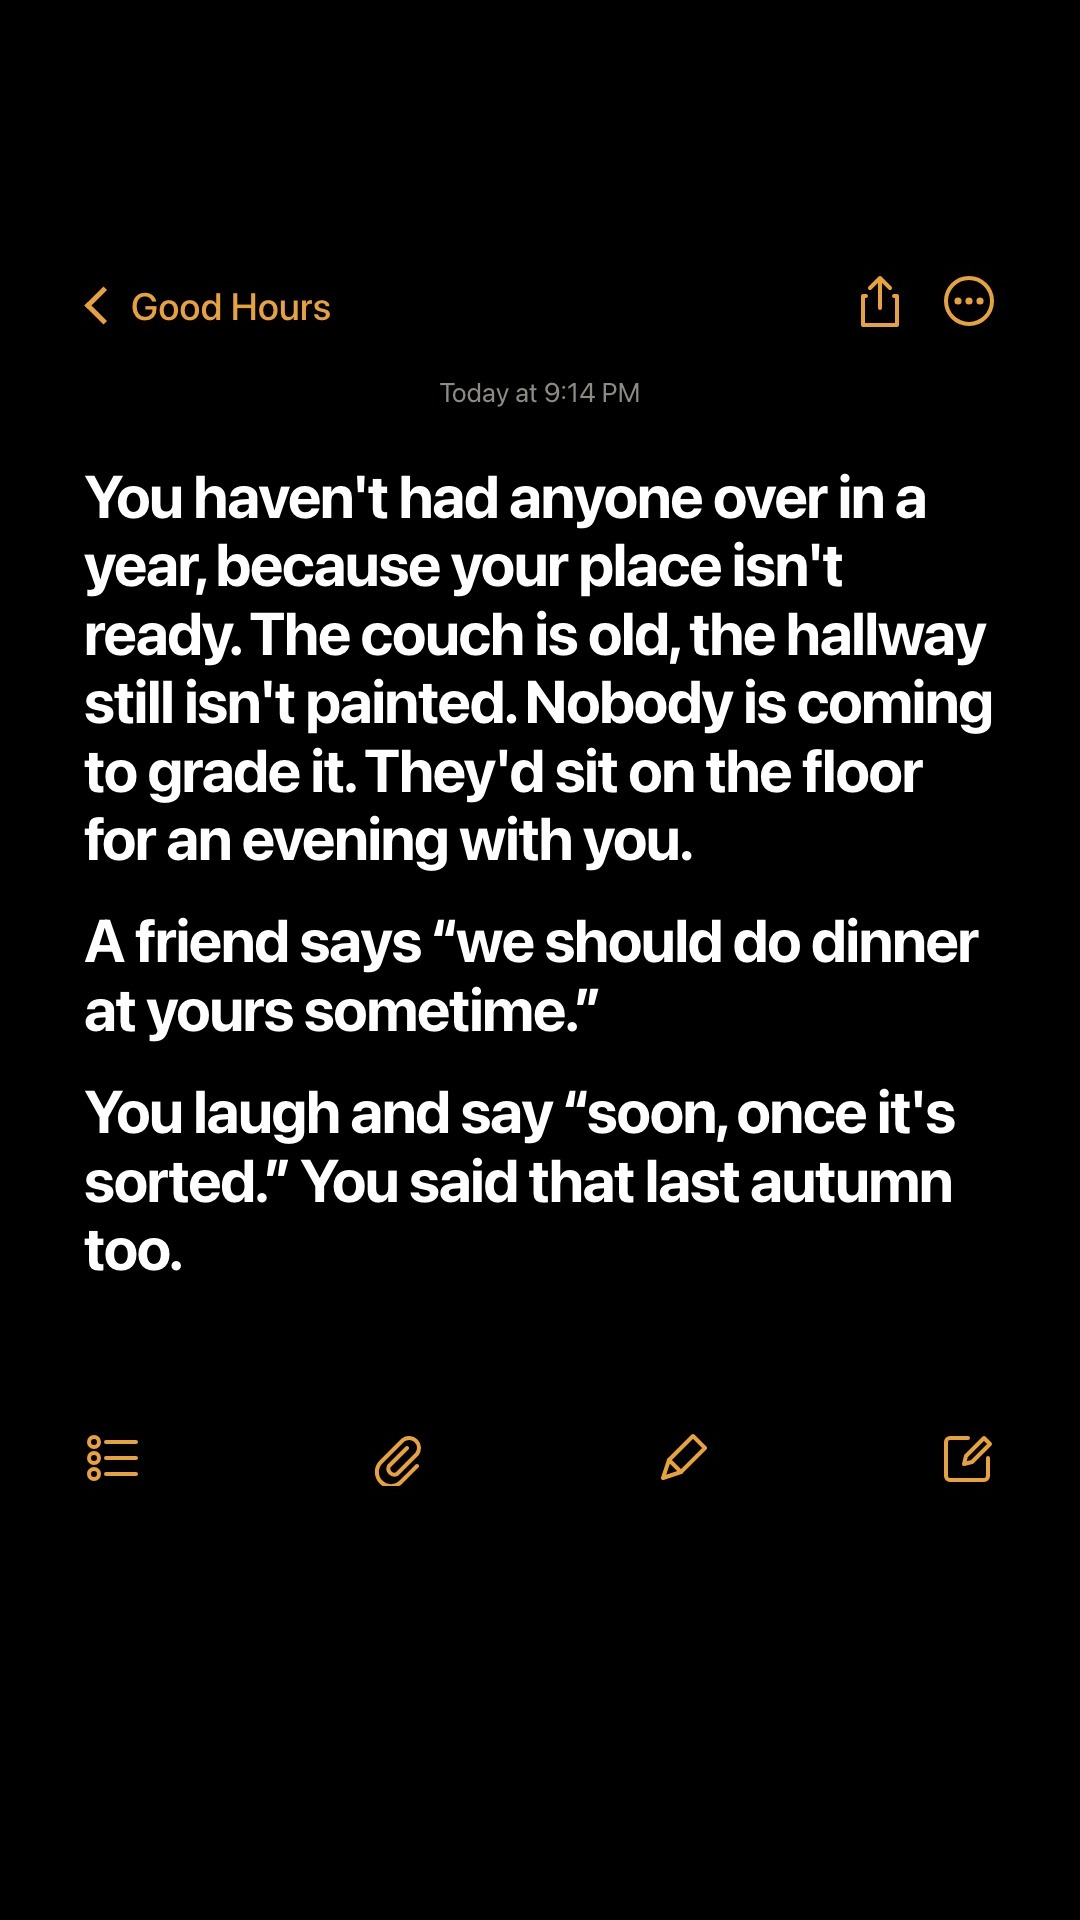 Good Hours
Today at 9:14 PM
You haven't had anyone over in a
year, because your place isn't
ready. The couch is old, the hallway
still isn't painted. Nobody is coming
to grade it. They'd sit on the floor
for an evening with you.
A friend says “we should do dinner
at yours sometime.”
You laugh and say “soon, once it's
sorted.” You said that last autumn
too.